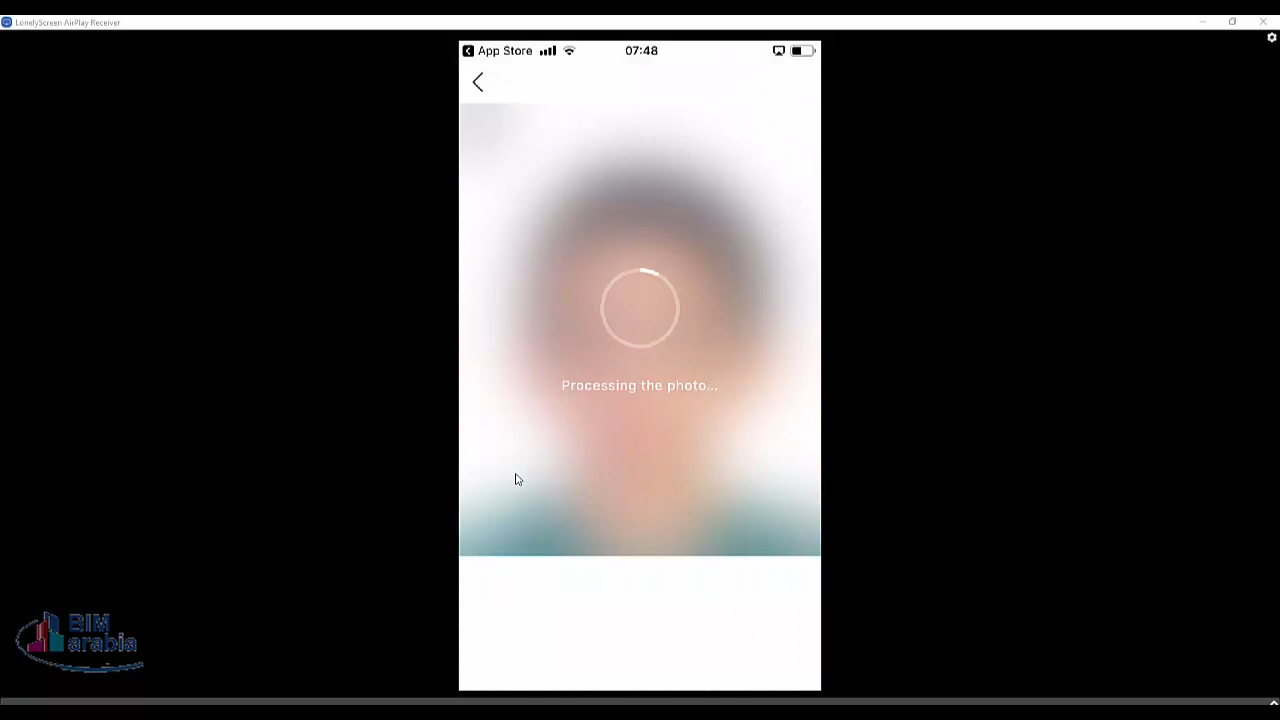 LonelyScreen AirPlay Receiver
App Store
07:48
Processing the photo...
BIM
arabia